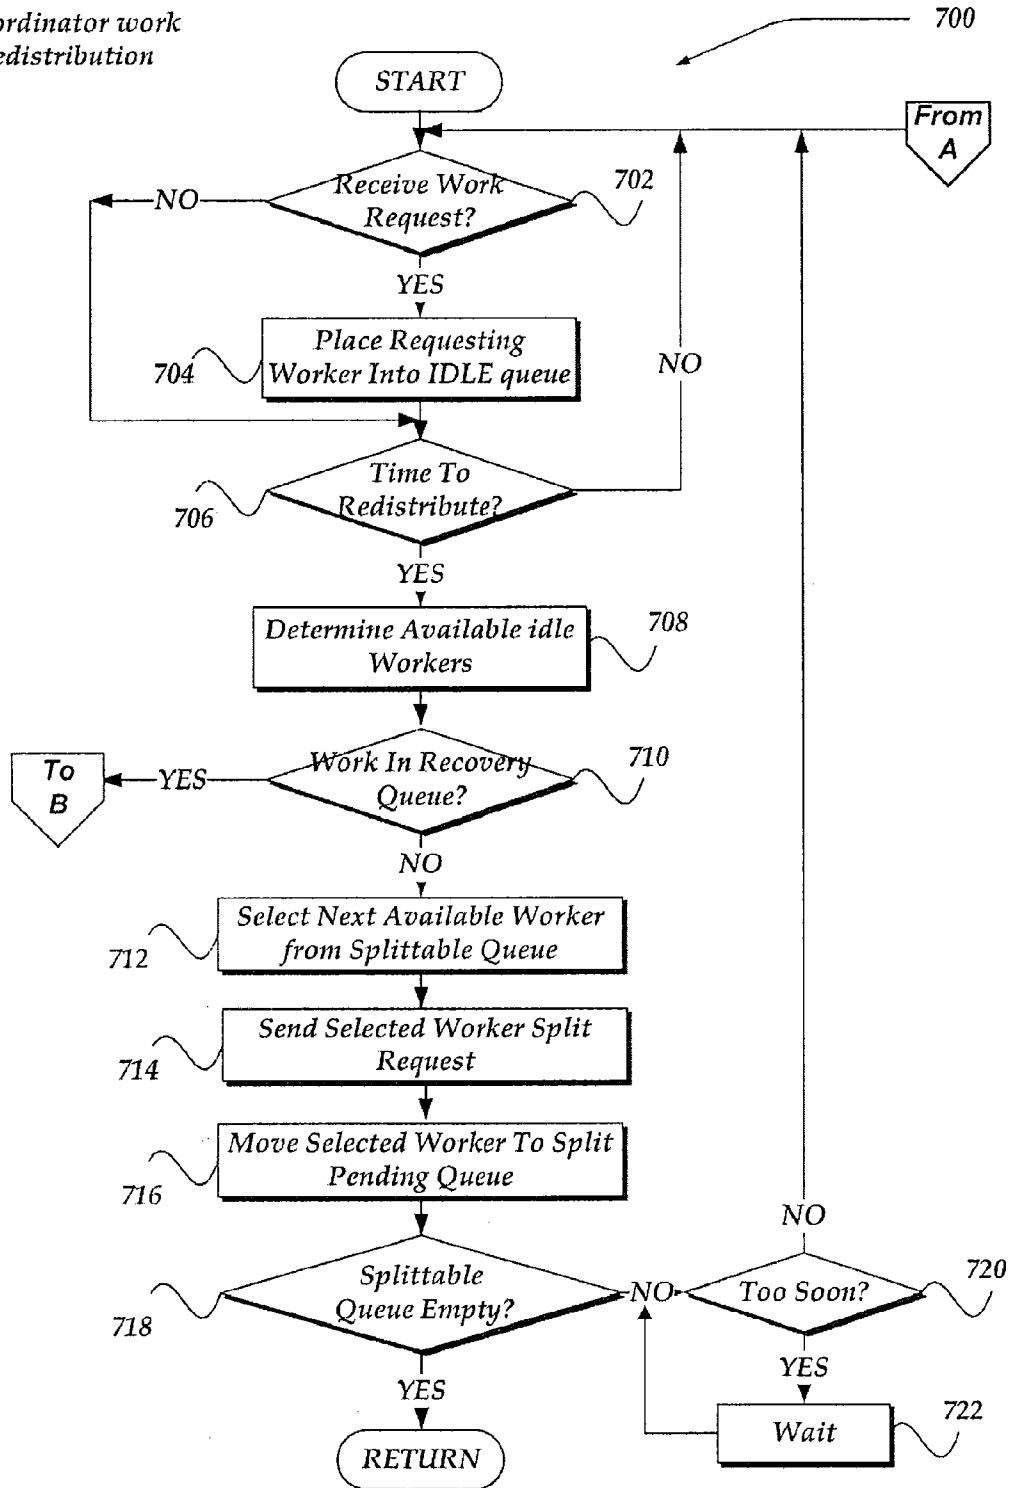 ordinator work
edistribution
700
START
From
A
Receive Work
Request?
702
NO
YES
Place Requesting
Worker Into IDLE queue
704
NO
Time To
Redistribute?
706
YES
Determine Available idle
Workers
708
Work In Recovery
Queue?
710
To
B
YES
NO
Select Next Available Worker
from Splittable Queue
712
Send Selected Worker Split
Request
714
Move Selected Worker To Split
Pending Queue
716
NO
Splittable
Queue Empty?
718
NO
Too Soon?
720
YES
YES
Wait
722
RETURN